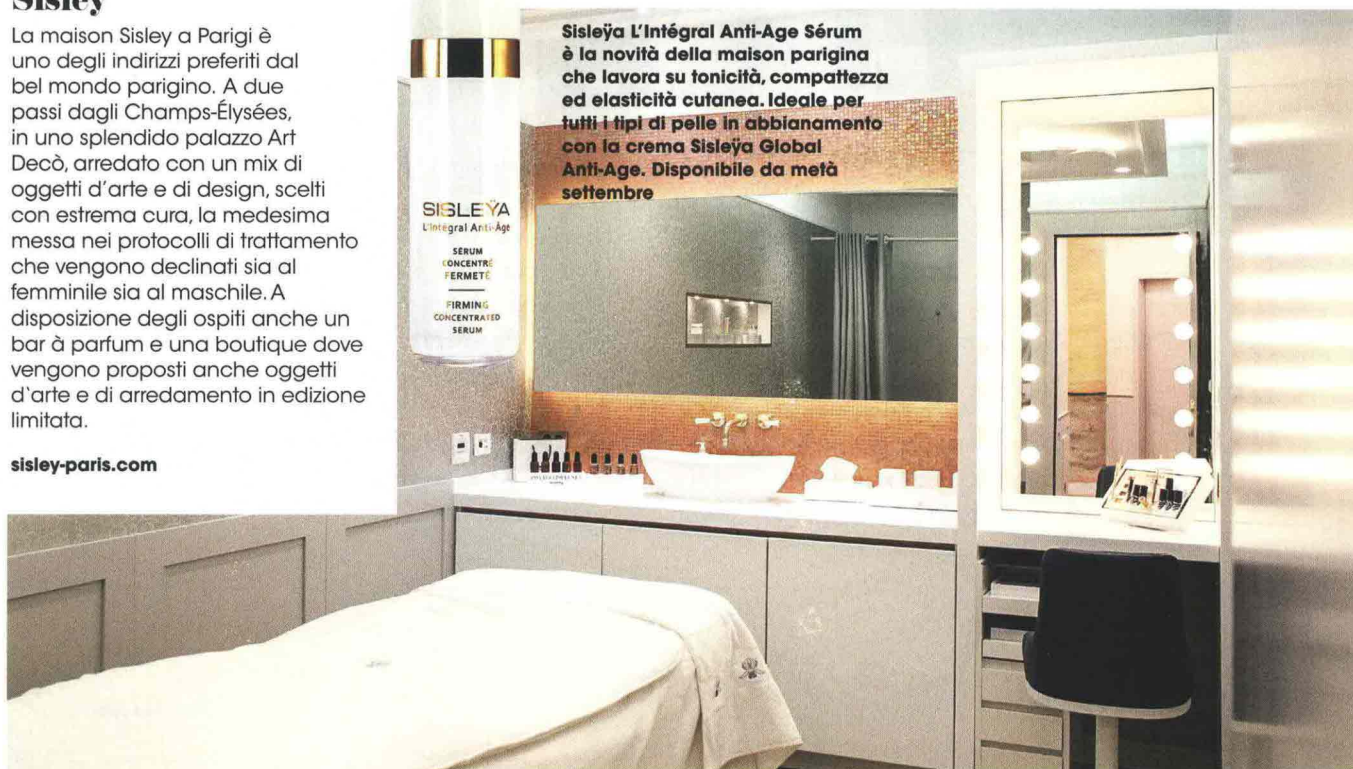 Sisley
La maison Sisley a Parigi è
uno degli indirizzi preferiti dal
bel mondo parigino. A due
passi dagli Champs-Élysées,
in uno splendido palazzo Art
Decò, arredato con un mix di
oggetti d'arte e di design, scelti
con estrema cura, la medesima
messa nei protocolli di trattamento
che vengono declinati sia al
femminile sia al maschile. A
disposizione degli ospiti anche un
bar à parfum e una boutique dove
vengono proposti anche oggetti
d`arte e di arredamento in edizione
limitata.
sisley-paris.com
SISLEŸA
L'Intégral Anti-Age
SÉRUM
CONCENTRÉ
FERMETÉ
FIRMING
CONCENTRATED
SERUM
Sisleÿa L'Intégral Anti-Age Sérum
è la novità della maison parigina
che lavora su tonicità, compattezza
ed elasticità cutanea. Ideale per
tutti i tipi di pelle in abbianamento
con la crema Sisleÿa Global
Anti-Age. Disponibile da metà
settembre